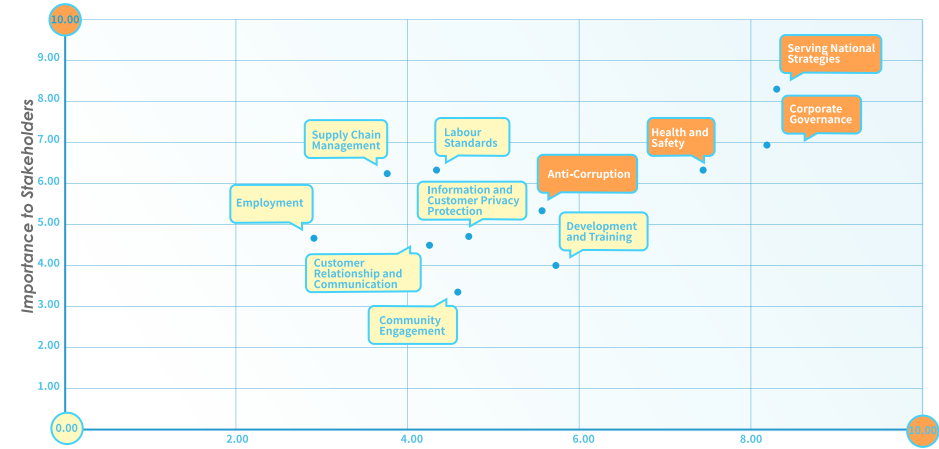 10.00
Serving National
Strategies
9.00
8.00
Corporate
Governance
Supply Chain
Management
Labour
Standards
Health and
Safety
7.00
Anti-Corruption
6.00
Information and
Customer Privacy
Protection
Employment
5.00
Development
and Training
Customer
Relationship and
Communication
4.00
3.00
Community
Engagement
2.00
1.00
Importance to Stakeholders
0.00
2.00
4.00
6.00
8.00
10.00